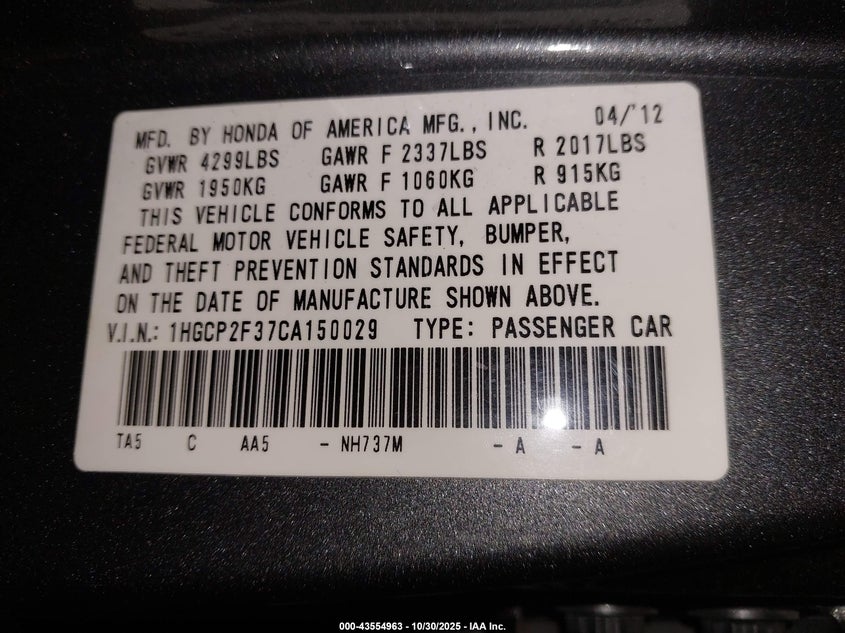 MFD. BY HONDA OF AMERICA MFG., INC. 04/'12
GVWR 4299LBS GAWR F 2337LBS R 2017LBS
GVWR 1950KG GAWR F 1060KG R 915KG
THIS VEHICLE CONFORMS TO ALL APPLICABLE
FEDERAL MOTOR VEHICLE SAFETY, BUMPER,
AND THEFT PREVENTION STANDARDS IN EFFECT
ON THE DATE OF MANUFACTURE SHOWN ABOVE.
V.I.N.: 1HGCP2F37CA150029 TYPE: PASSENGER CAR
TA5 C AA5 - NH737M - A - A
000-43554963 - 10/30/2025 - IAA Inc.